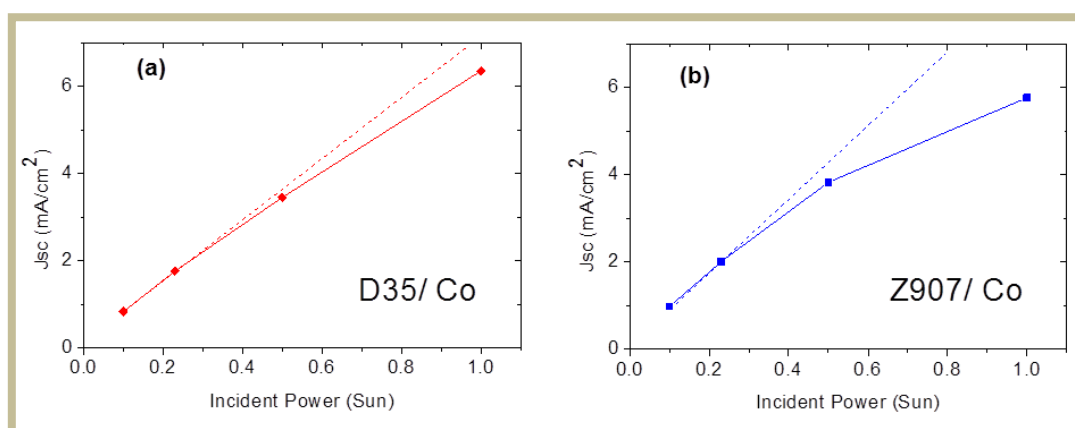 (a)
6
4
2
0
Jsc (mA/cm²)
D35/ Co
0.0 0.2 0.4 0.6 0.8 1.0
Incident Power (Sun)
(b)
6
4
2
0
Jsc (mA/cm²)
Z907/ Co
0.0 0.2 0.4 0.6 0.8 1.0
Incident Power (Sun)